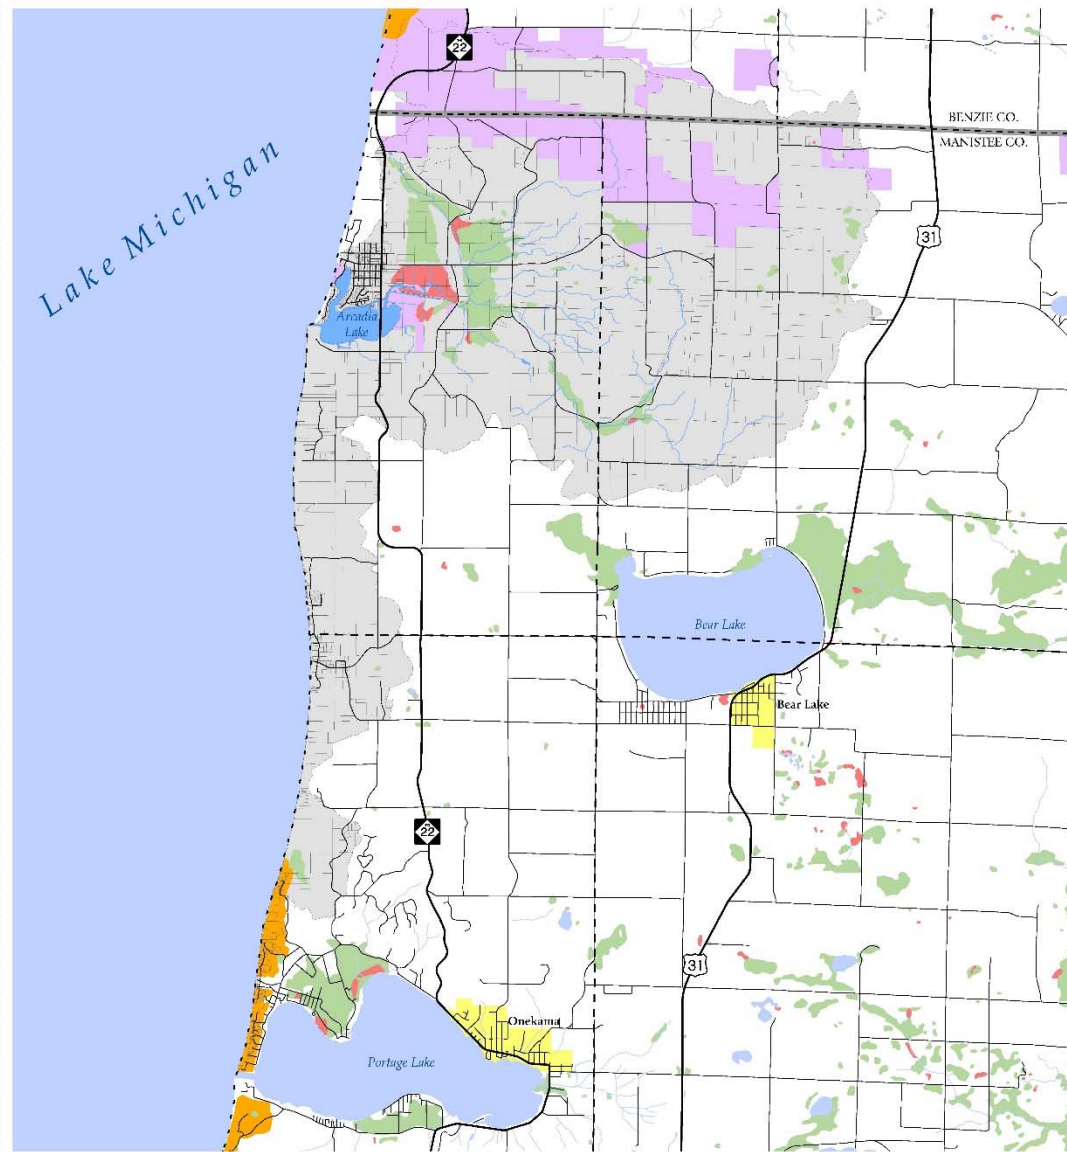 22
BENZIE CO.
MANISTEE CO.
Lake Michigan
31
Arcadia
Lake
Bear Lake
Bear Lake
22
31
Onekama
Portage Lake